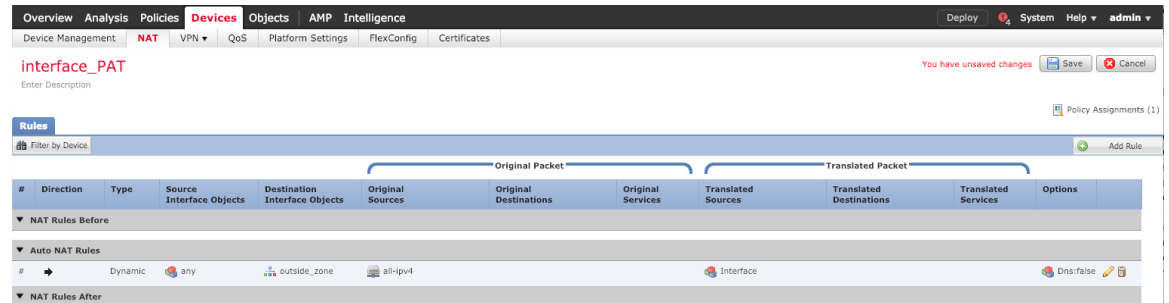 Overview Analysis Policies Devices Objects AMP Intelligence Deploy 4 System Help ▾ admin ▾
Device Management NAT VPN ▾ QoS Platform Settings FlexConfig Certificates
interface_PAT You have unsaved changes Save Cancel
Enter Description
Policy Assignments (1)
Rules
Filter by Device Add Rule
Original Packet Translated Packet
# Direction Type Source Interface Objects Destination Interface Objects Original Sources Original Destinations Original Services Translated Sources Translated Destinations Translated Services Options
▼ NAT Rules Before
▼ Auto NAT Rules
# Dynamic any outside_zone all-ipv4 Interface Dns:false
▼ NAT Rules After